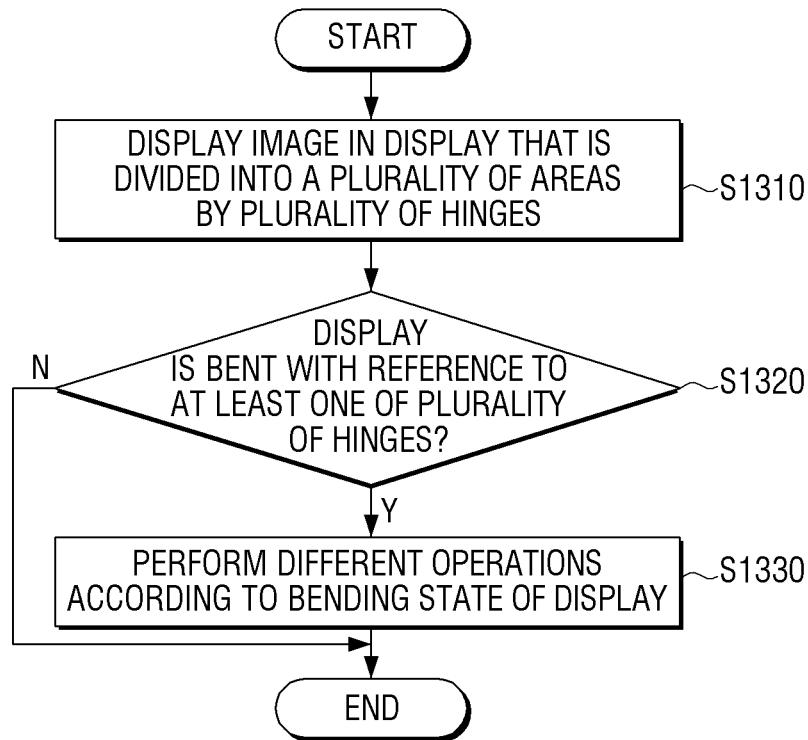 START
DISPLAY IMAGE IN DISPLAY THAT IS
DIVIDED INTO A PLURALITY OF AREAS
BY PLURALITY OF HINGES
S1310
DISPLAY
IS BENT WITH REFERENCE TO
AT LEAST ONE OF PLURALITY
OF HINGES?
S1320
N
Y
PERFORM DIFFERENT OPERATIONS
ACCORDING TO BENDING STATE OF DISPLAY
S1330
END